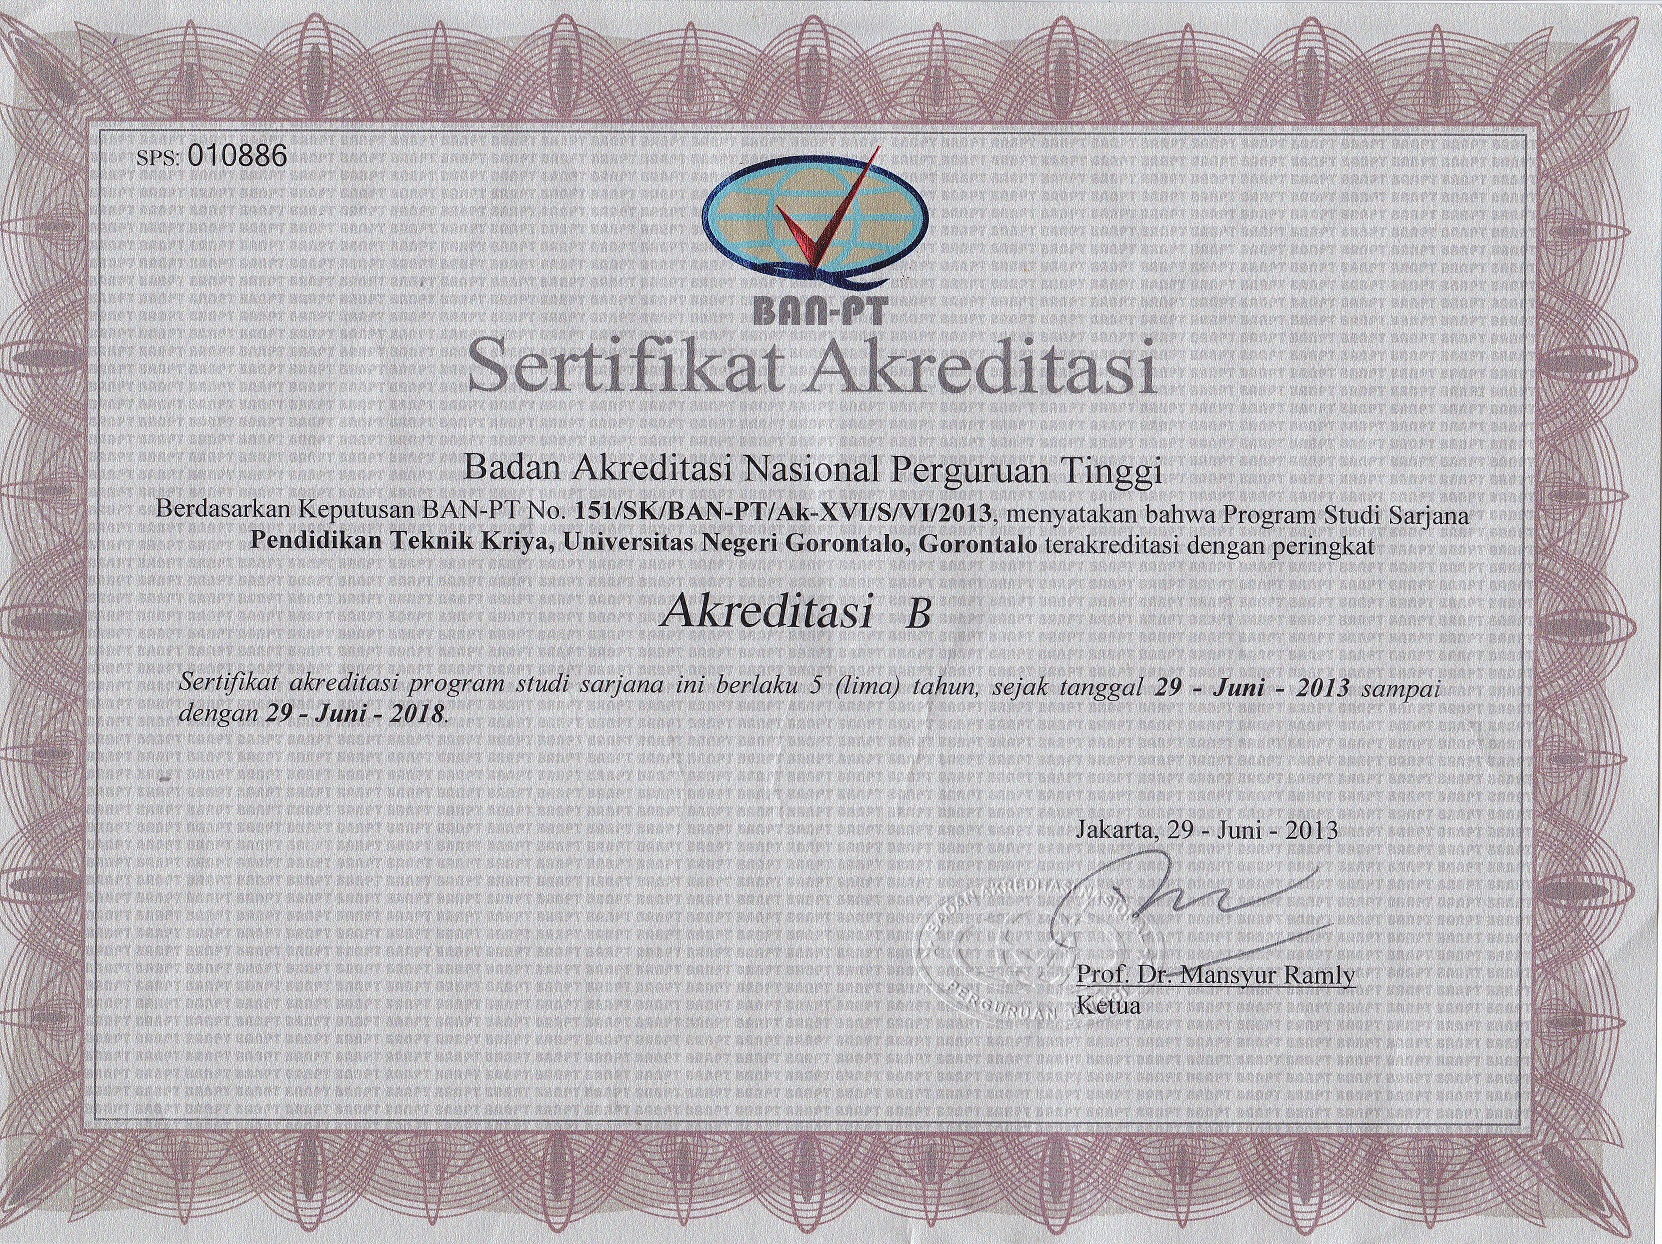 SPS: 010886
BAN-PT
Sertifikat Akreditasi
Badan Akreditasi Nasional Perguruan Tinggi
Berdasarkan Keputusan BAN-PT No. 151/SK/BAN-PT/Ak-XVI/S/VI/2013, menyatakan bahwa Program Studi Sarjana
Pendidikan Teknik Kriya, Universitas Negeri Gorontalo, Gorontalo terakreditasi dengan peringkat
Akreditasi B
Sertifikat akreditasi program studi sarjana ini berlaku 5 (lima) tahun, sejak tanggal 29 - Juni - 2013 sampai
dengan 29 - Juni - 2018.
Jakarta, 29 - Juni - 2013
BADAN AKREDITASI NASIONAL
PERGURUAN
Prof. Dr. Mansyur Ramly
Ketua